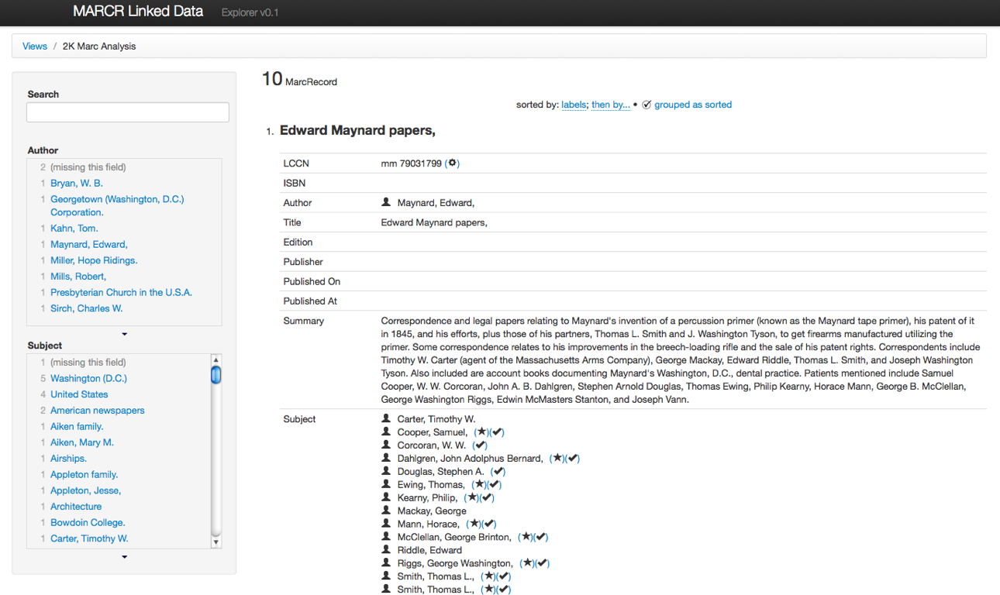 MARCR Linked Data Explorer v0.1
Views / 2K Marc Analysis
Search
Author
2 (missing this field)
1 Bryan, W. B.
1 Georgetown (Washington, D.C.)
Corporation.
1 Kahn, Tom.
1 Maynard, Edward,
1 Miller, Hope Ridings.
1 Mills, Robert,
1 Presbyterian Church in the U.S.A.
1 Sirch, Charles W.
Subject
1 (missing this field)
5 Washington (D.C.)
4 United States
2 American newspapers
1 Aiken family.
1 Aiken, Mary M.
1 Airships.
1 Appleton family.
1 Appleton, Jesse,
1 Architecture
1 Bowdoin College.
1 Carter, Timothy W.
10 MarcRecord
sorted by: labels; then by... • grouped as sorted
1. Edward Maynard papers,
LCCN mm 79031799 ( )
ISBN
Author Maynard, Edward,
Title Edward Maynard papers,
Edition
Publisher
Published On
Published At
Summary Correspondence and legal papers relating to Maynard's invention of a percussion primer (known as the Maynard tape primer), his patent of it
in 1845, and his efforts, plus those of his partners, Thomas L. Smith and J. Washington Tyson, to get firearms manufactured utilizing the
primer. Some correspondence relates to his improvements in the breech-loading rifle and the sale of his patent rights. Correspondents include
Timothy W. Carter (agent of the Massachusetts Arms Company), George Mackay, Edward Riddle, Thomas L. Smith, and Joseph Washington
Tyson. Also included are account books documenting Maynard's Washington, D.C., dental practice. Patients mentioned include Samuel
Cooper, W. W. Corcoran, John A. B. Dahlgren, Stephen Arnold Douglas, Thomas Ewing, Philip Kearny, Horace Mann, George B. McClellan,
George Washington Riggs, Edwin McMasters Stanton, and Joseph Vann.
Subject Carter, Timothy W.
Cooper, Samuel, (★)(✔)
Corcoran, W. W. (✔)
Dahlgren, John Adolphus Bernard, (★)(✔)
Douglas, Stephen A. (✔)
Ewing, Thomas, (★)(✔)
Kearny, Philip, (★)(✔)
Mackay, George
Mann, Horace, (★)(✔)
McClellan, George Brinton, (★)(✔)
Riddle, Edward
Riggs, George Washington, (★)(✔)
Smith, Thomas L., (★)(✔)
Smith, Thomas L., (★)(✔)